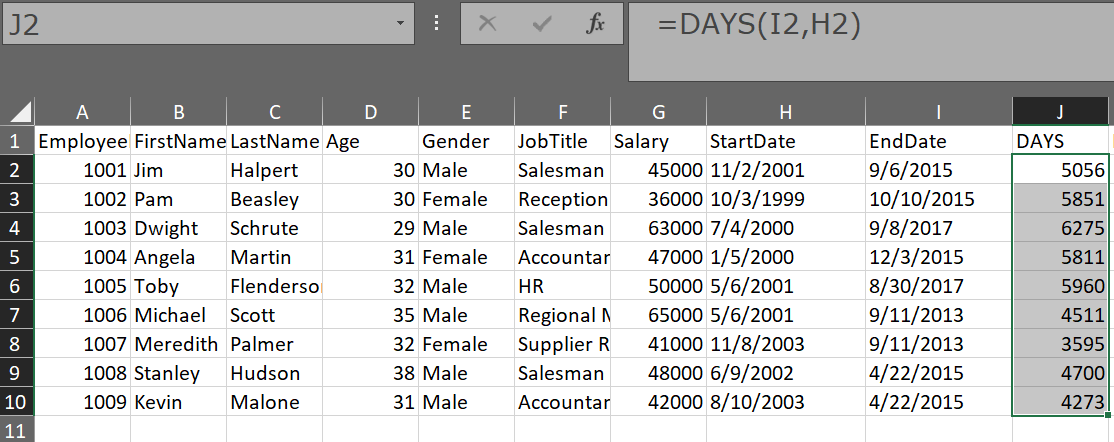 J2 fx =DAYS(I2,H2)
A B C D E F G H I J
1 Employee FirstName LastName Age Gender JobTitle Salary StartDate EndDate DAYS
2 1001 Jim Halpert 30 Male Salesman 45000 11/2/2001 9/6/2015 5056
3 1002 Pam Beasley 30 Female Reception 36000 10/3/1999 10/10/2015 5851
4 1003 Dwight Schrute 29 Male Salesman 63000 7/4/2000 9/8/2017 6275
5 1004 Angela Martin 31 Female Accountar 47000 1/5/2000 12/3/2015 5811
6 1005 Toby Flenderso 32 Male HR 50000 5/6/2001 8/30/2017 5960
7 1006 Michael Scott 35 Male Regional M 65000 5/6/2001 9/11/2013 4511
8 1007 Meredith Palmer 32 Female Supplier R 41000 11/8/2003 9/11/2013 3595
9 1008 Stanley Hudson 38 Male Salesman 48000 6/9/2002 4/22/2015 4700
10 1009 Kevin Malone 31 Male Accountar 42000 8/10/2003 4/22/2015 4273
11